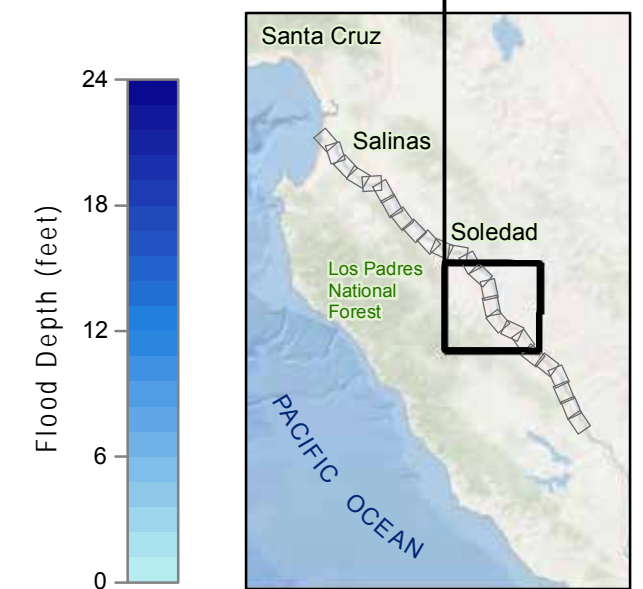 24
18
12
6
0
Flood Depth (feet)
Santa Cruz
Salinas
Soledad
Los Padres
National
Forest
PACIFIC OCEAN